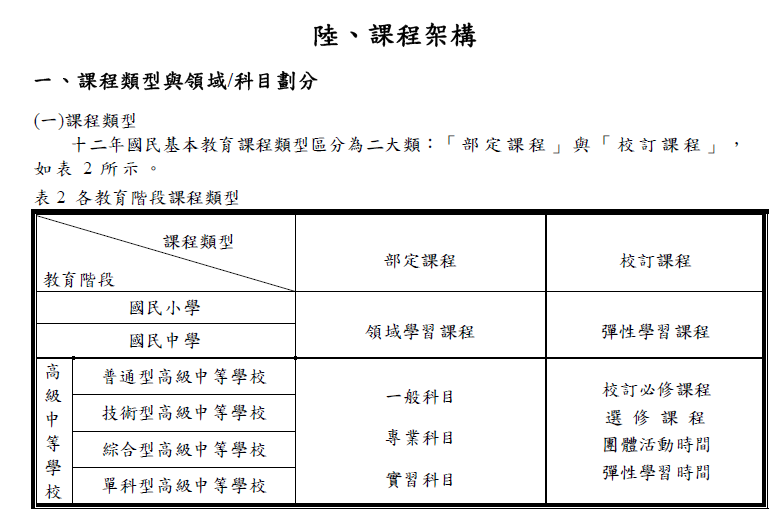 陸、課程架構
一、課程類型與領域/科目劃分
(一)課程類型
十二年國民基本教育課程類型區分為二大類：「部定課程」與「校訂課程」，
如表 2 所示。
表 2 各教育階段課程類型
課程類型
教育階段
部定課程
校訂課程
國民小學
國民中學
領域學習課程
彈性學習課程
高級中等學校
普通型高級中等學校
技術型高級中等學校
綜合型高級中等學校
單科型高級中等學校
一般科目
專業科目
實習科目
校訂必修課程
選修課程
團體活動時間
彈性學習時間